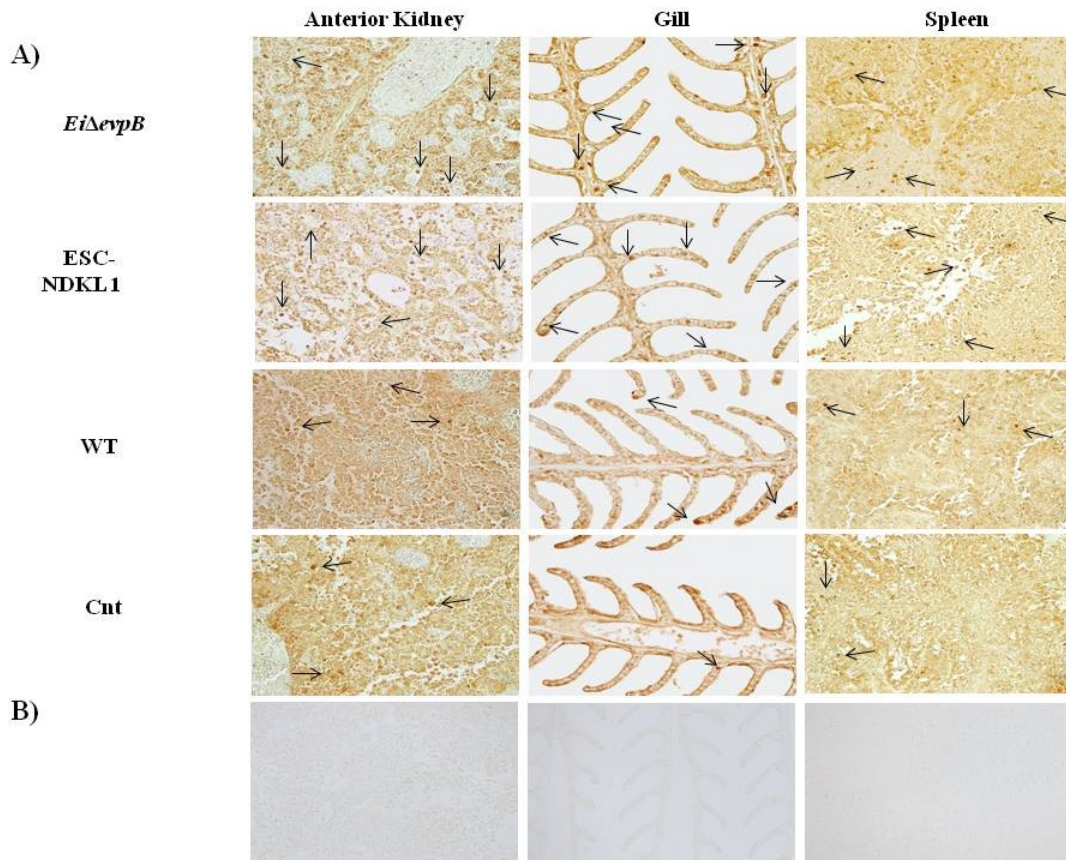 Anterior Kidney Gill Spleen
A)
EiΔevpB
ESC-
NDKL1
WT
Cnt
B)